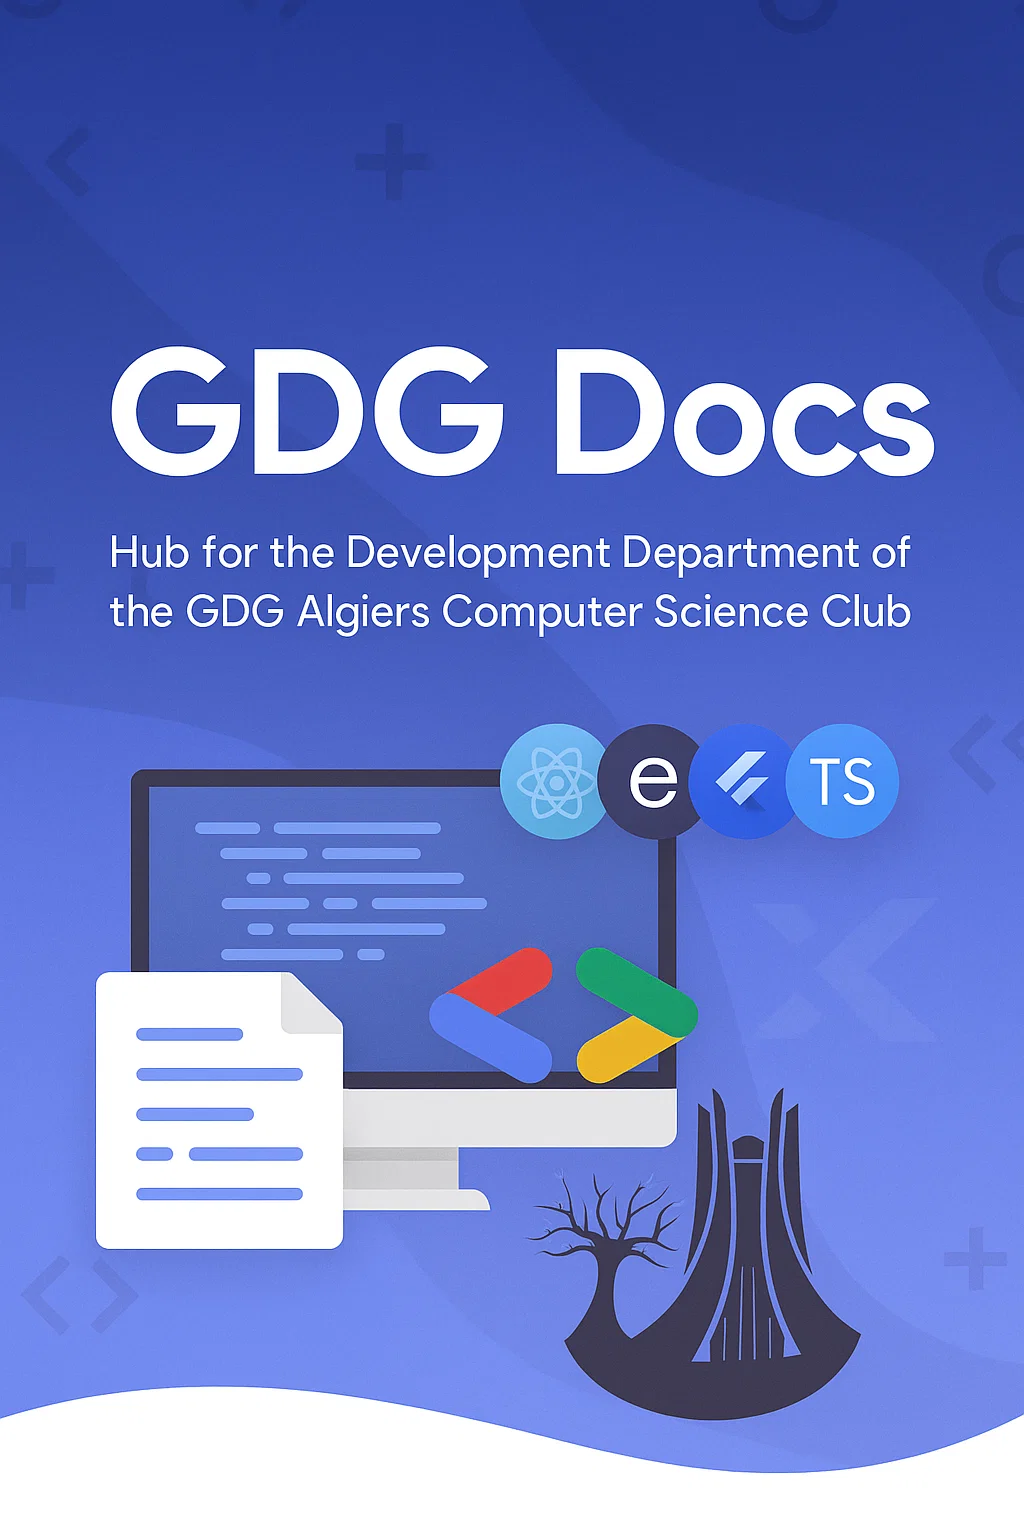 GDG Docs
Hub for the Development Department of
the GDG Algiers Computer Science Club
e
TS